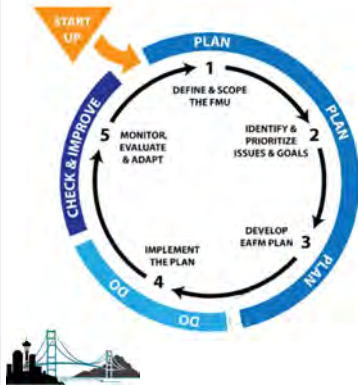 START
UP
PLAN
1
DEFINE & SCOPE
THE FMU
PLAN
2
IDENTIFY &
PRIORITIZE
ISSUES & GOALS
3
DEVELOP
EAFM PLAN
PLAN
4
IMPLEMENT
THE PLAN
DO
DO
5
MONITOR,
EVALUATE
& ADAPT
CHECK & IMPROVE